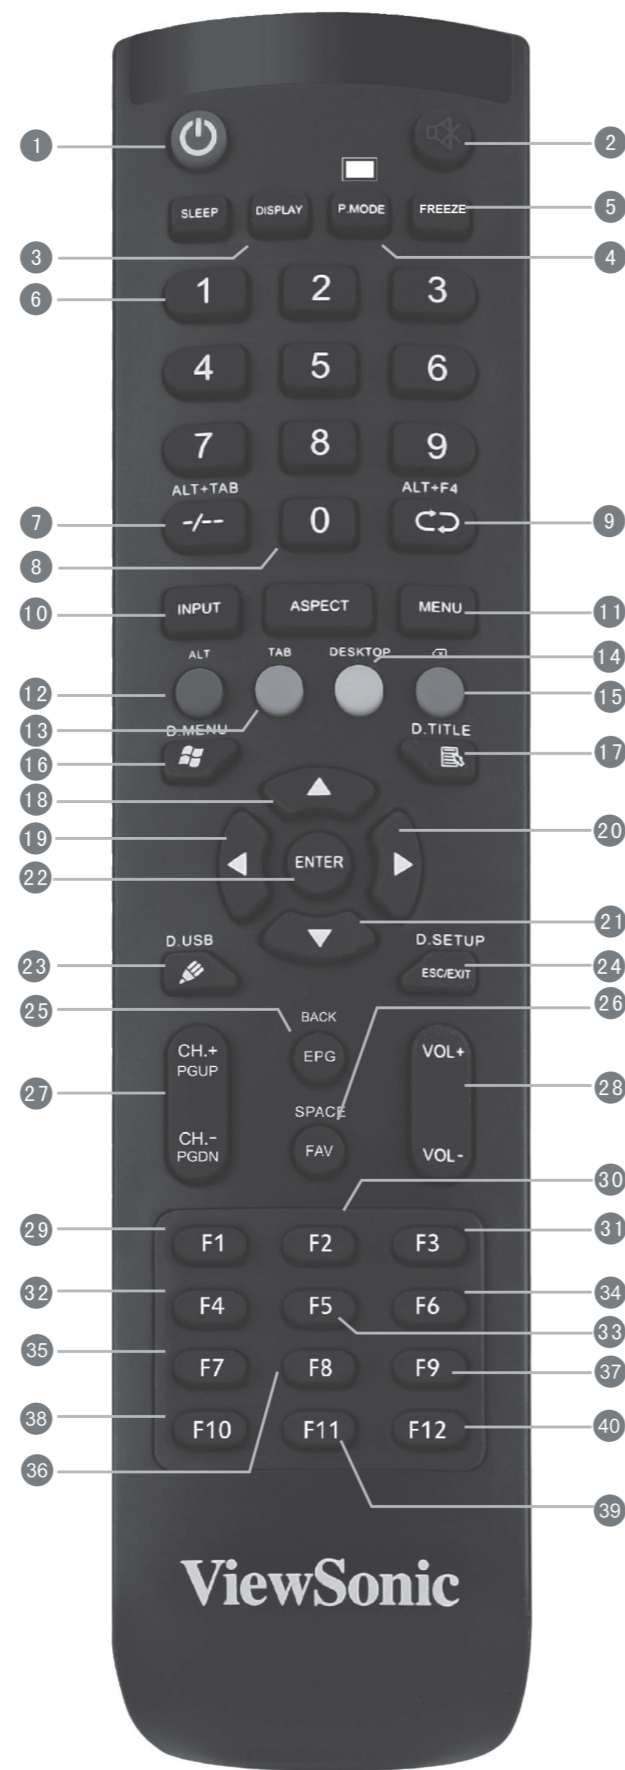 1 2
SLEEP DISPLAY P.MODE FREEZE 5
3 4
6 1 2 3
4 5 6
7 8 9
ALT+TAB ALT+F4
7 -/-- 0 9
8
10 INPUT ASPECT MENU 11
ALT TAB DESKTOP 14
12 15
13 D.MENU D.TITLE
16 17
18
19 20
22 ENTER
21
D.USB D.SETUP
23 ESC/EXIT 24
25 BACK 26
CH.+ EPG VOL+
PGUP
27 28
SPACE
CH.- FAV VOL-
PGDN
30
29 F1 F2 F3 31
32 F4 F5 F6 34
33
35 F7 F8 F9 37
38 F10 F11 F12 40
36
39
ViewSonic